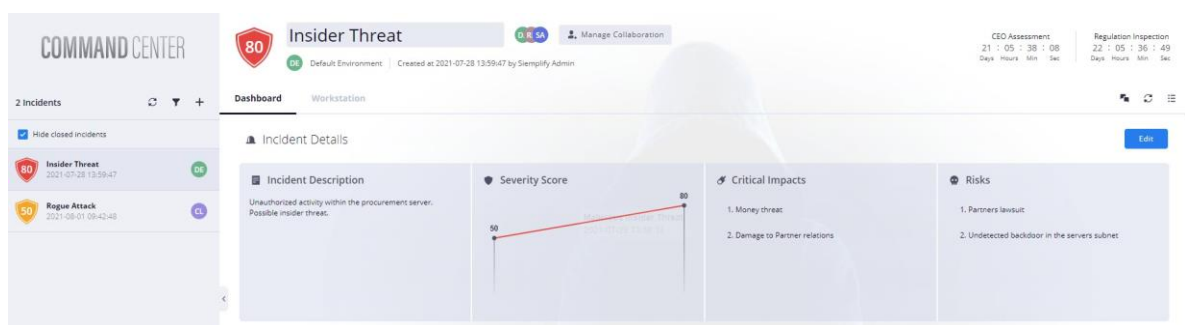 COMMAND CENTER
2 Incidents
Hide closed incidents
80
Insider Threat
2021-07-28 13:59:47
DE
50
Rogue Attack
2021-08-01 09:42:48
CL
80
Insider Threat
D. R SA
Manage Collaboration
DE
Default Environment | Created at 2021-07-28 13:59:47 by Siemplify Admin
CEO Assessment
21 : 05 : 38 : 08
Days Hours Min Sec
Regulation Inspection
22 : 05 : 36 : 49
Days Hours Min Sec
Dashboard Workstation
Incident Details
Edit
Incident Description
Unauthorized activity within the procurement server.
Possible insider threat.
Severity Score
50
80
Critical Impacts
1. Money threat
2. Damage to Partner relations
Risks
1. Partners lawsuit
2. Undetected backdoor in the servers subnet